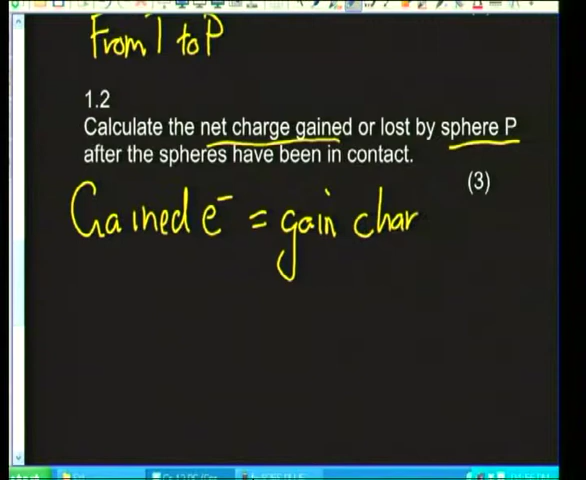 From T to P
1.2
Calculate the net charge gained or lost by sphere P
after the spheres have been in contact.
(3)
Gained e⁻ = gain char